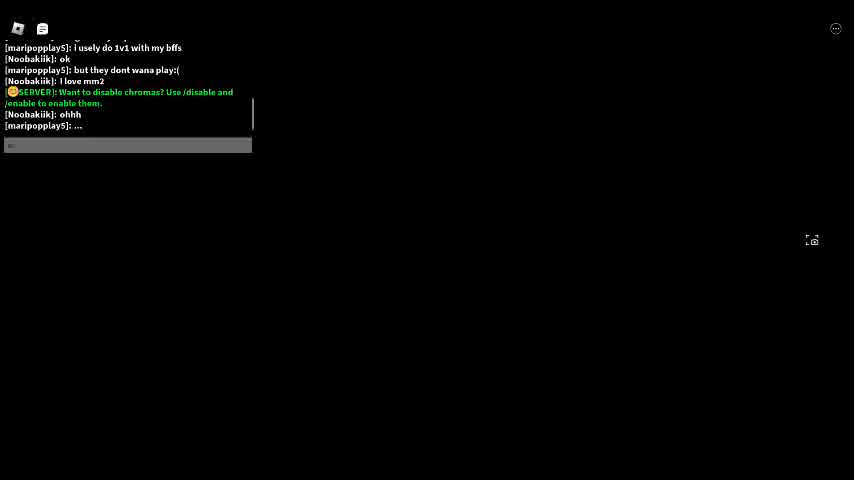 [maripopplay5]: i usely do 1v1 with my bffs
[Noobakiik]: ok
[maripopplay5]: but they dont wana play:(
[Noobakiik]: I love mm2
SERVER]: Want to disable chromas? Use /disable and
/enable to enable them.
[Noobakiik]: ohhh
[maripopplay5]: ...